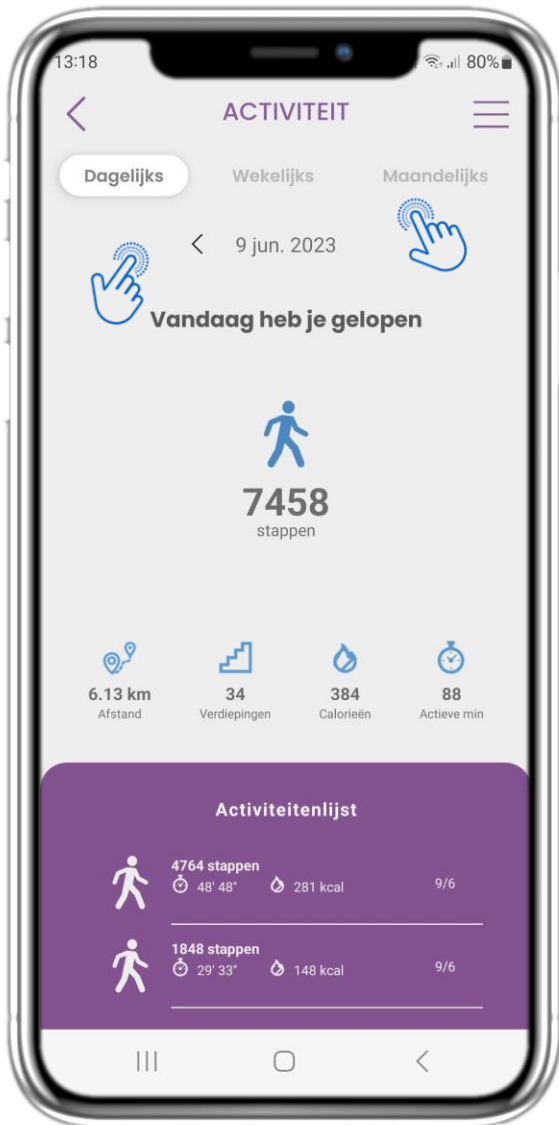 13:18 80%
ACTIVITEIT
Dagelijks Wekelijks Maandelijks
9 jun. 2023
Vandaag heb je gelopen
7458
stappen
6.13 km 34 384 88
Afstand Verdiepingen Calorieën Actieve min
Activiteitenlijst
4764 stappen
48' 48" 281 kcal 9/6
1848 stappen
29' 33" 148 kcal 9/6